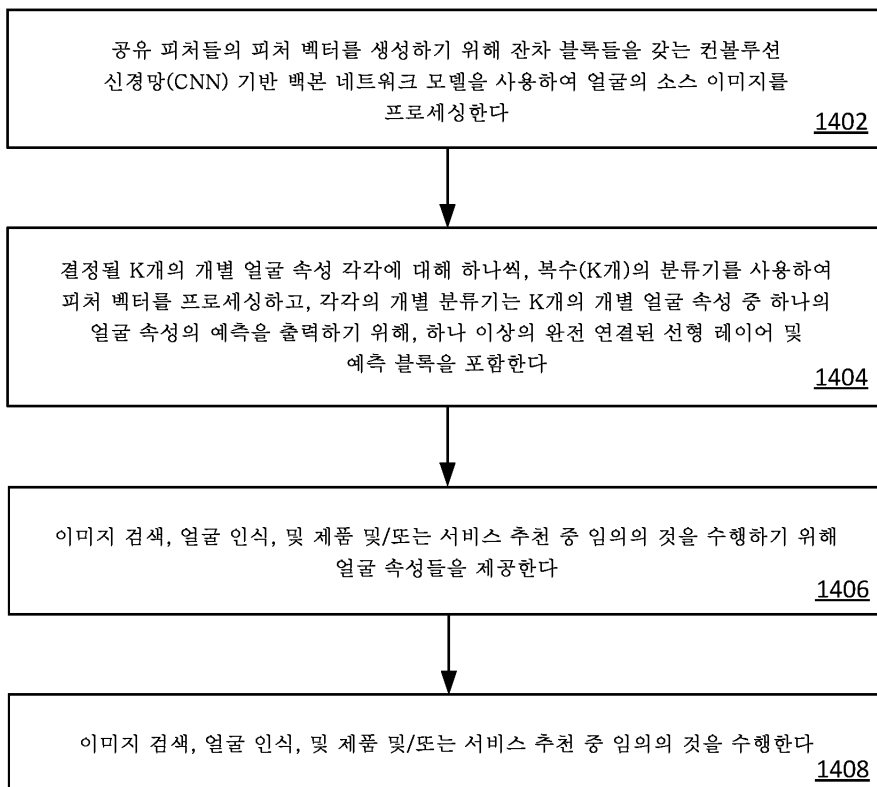 공유 피처들의 피처 벡터를 생성하기 위해 잔차 블록들을 갖는 컨볼루션
신경망(CNN) 기반 백본 네트워크 모델을 사용하여 얼굴의 소스 이미지를
프로세싱한다
1402
결정될 K개의 개별 얼굴 속성 각각에 대해 하나씩, 복수(K개)의 분류기를 사용하여
피처 벡터를 프로세싱하고, 각각의 개별 분류기는 K개의 개별 얼굴 속성 중 하나의
얼굴 속성의 예측을 출력하기 위해, 하나 이상의 완전 연결된 선형 레이어 및
예측 블록을 포함한다
1404
이미지 검색, 얼굴 인식, 및 제품 및/또는 서비스 추천 중 임의의 것을 수행하기 위해
얼굴 속성들을 제공한다
1406
이미지 검색, 얼굴 인식, 및 제품 및/또는 서비스 추천 중 임의의 것을 수행한다
1408